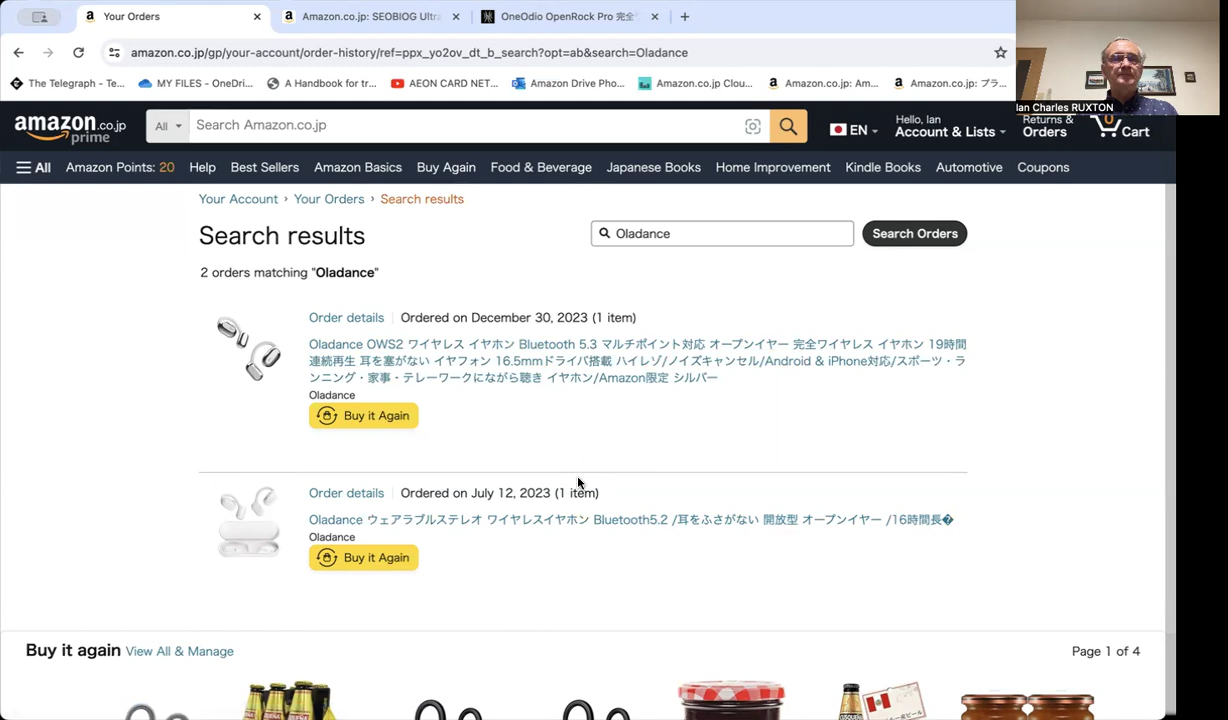 Your Orders
Amazon.co.jp: SEOBIOG Ultra
OneOdio OpenRock Pro 完全
amazon.co.jp/gp/your-account/order-history/ref=ppx_yo2ov_dt_b_search?opt=ab&search=Oladance
The Telegraph - Te...
MY FILES - OneDri...
A Handbook for tr...
AEON CARD NET...
Amazon Drive Pho...
Amazon.co.jp Clou...
Amazon.co.jp: Am...
Amazon.co.jp: プラ...
Ian Charles RUXTON
amazon.co.jp
prime
All
Search Amazon.co.jp
EN
Hello, Ian
Account & Lists
Returns &
Orders
0
Cart
All
Amazon Points: 20
Help
Best Sellers
Amazon Basics
Buy Again
Food & Beverage
Japanese Books
Home Improvement
Kindle Books
Automotive
Coupons
Your Account › Your Orders › Search results
Search results
Oladance
Search Orders
2 orders matching "Oladance"
Order details
Ordered on December 30, 2023 (1 item)
Oladance OWS2 ワイヤレス イヤホン Bluetooth 5.3 マルチポイント対応 オープンイヤー 完全ワイヤレス イヤホン 19時間
連続再生 耳を塞がない イヤフォン 16.5mmドライバ搭載 ハイレゾ/ノイズキャンセル/Android & iPhone対応/スポーツ・ラ
ンニング・家事・テレーワークにながら聴き イヤホン/Amazon限定 シルバー
Oladance
Buy it Again
Order details
Ordered on July 12, 2023 (1 item)
Oladance ウェアラブルステレオ ワイヤレスイヤホン Bluetooth5.2 /耳をふさがない 開放型 オープンイヤー /16時間長�
Oladance
Buy it Again
Buy it again
View All & Manage
Page 1 of 4